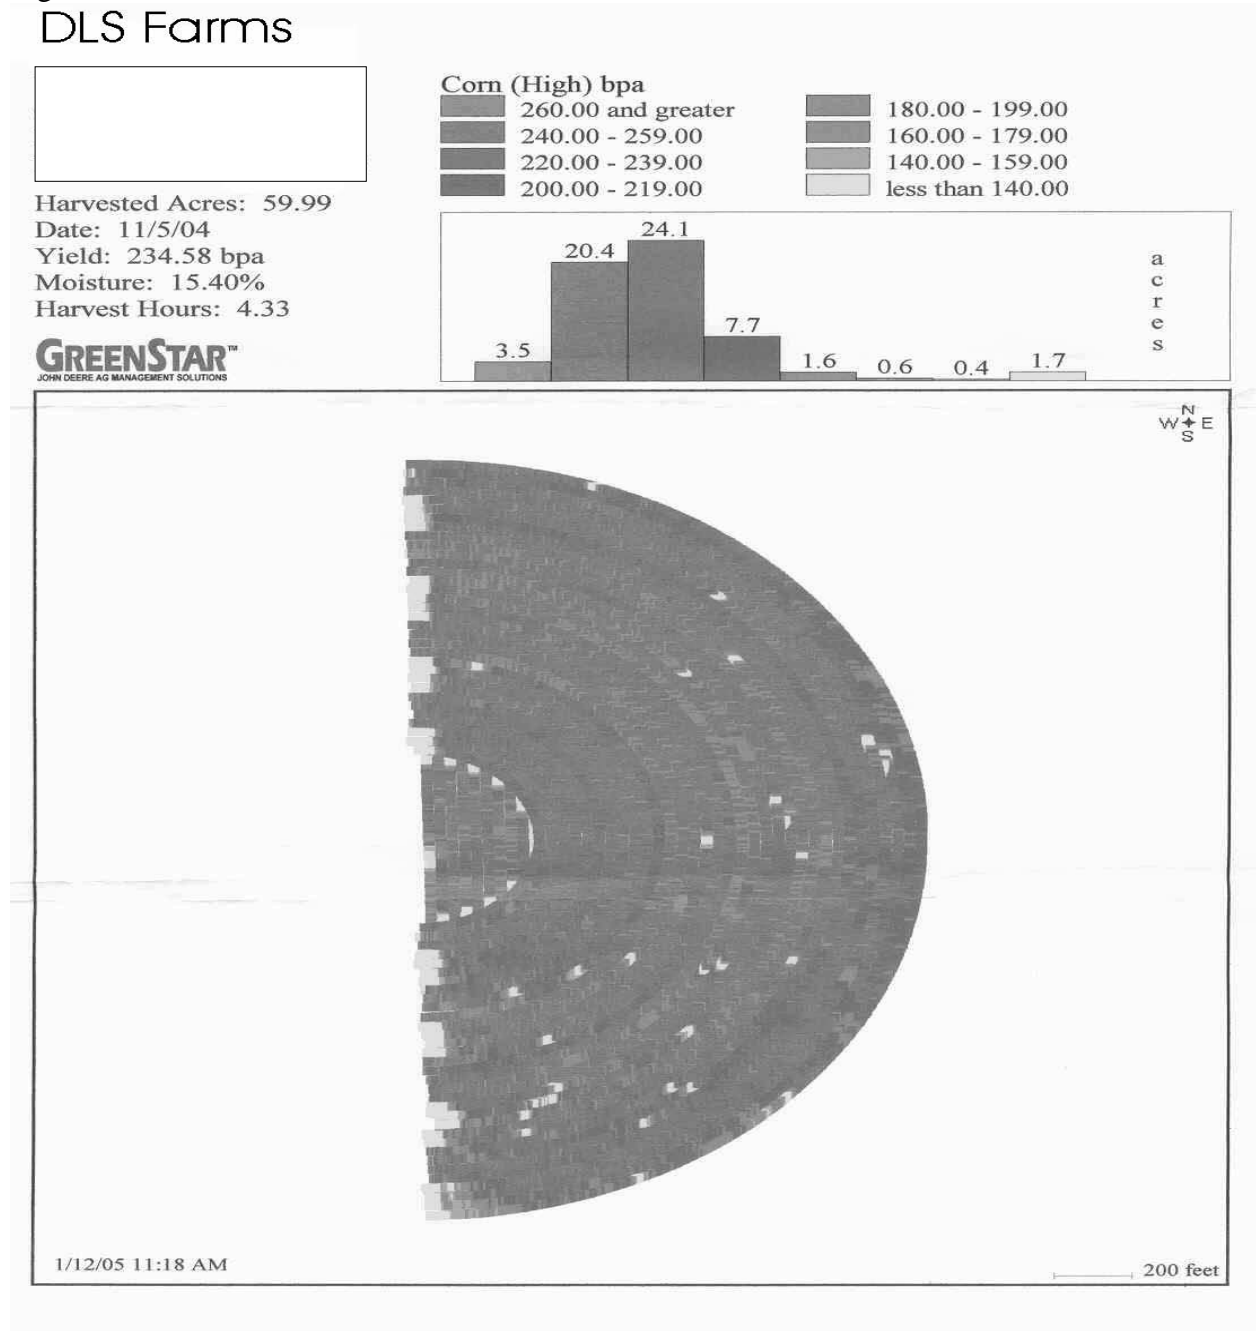 DLS Farms
Corn (High) bpa
260.00 and greater
240.00 - 259.00
220.00 - 239.00
200.00 - 219.00
180.00 - 199.00
160.00 - 179.00
140.00 - 159.00
less than 140.00
Harvested Acres: 59.99
Date: 11/5/04
Yield: 234.58 bpa
Moisture: 15.40%
Harvest Hours: 4.33
GREENSTAR™
JOHN DEERE AG MANAGEMENT SOLUTIONS
3.5
20.4
24.1
7.7
1.6
0.6
0.4
1.7
acres
N
W E
S
1/12/05 11:18 AM
200 feet